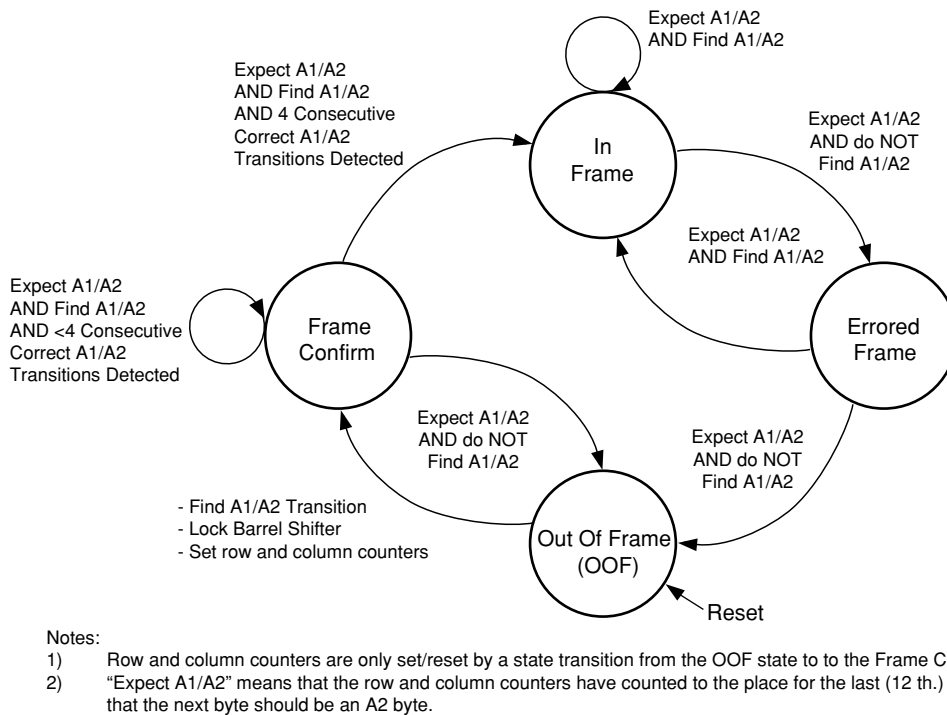 Expect A1/A2
AND Find A1/A2
Expect A1/A2
AND Find A1/A2
AND 4 Consecutive
Correct A1/A2
Transitions Detected
In
Frame
Expect A1/A2
AND do NOT
Find A1/A2
Expect A1/A2
AND Find A1/A2
Expect A1/A2
AND Find A1/A2
AND <4 Consecutive
Correct A1/A2
Transitions Detected
Frame
Confirm
Errored
Frame
Expect A1/A2
AND do NOT
Find A1/A2
Expect A1/A2
AND do NOT
Find A1/A2
- Find A1/A2 Transition
- Lock Barrel Shifter
- Set row and column counters
Out Of Frame
(OOF)
Reset
Notes:
1) Row and column counters are only set/reset by a state transition from the OOF state to to the Frame C
2) “Expect A1/A2” means that the row and column counters have counted to the place for the last (12 th.)
that the next byte should be an A2 byte.